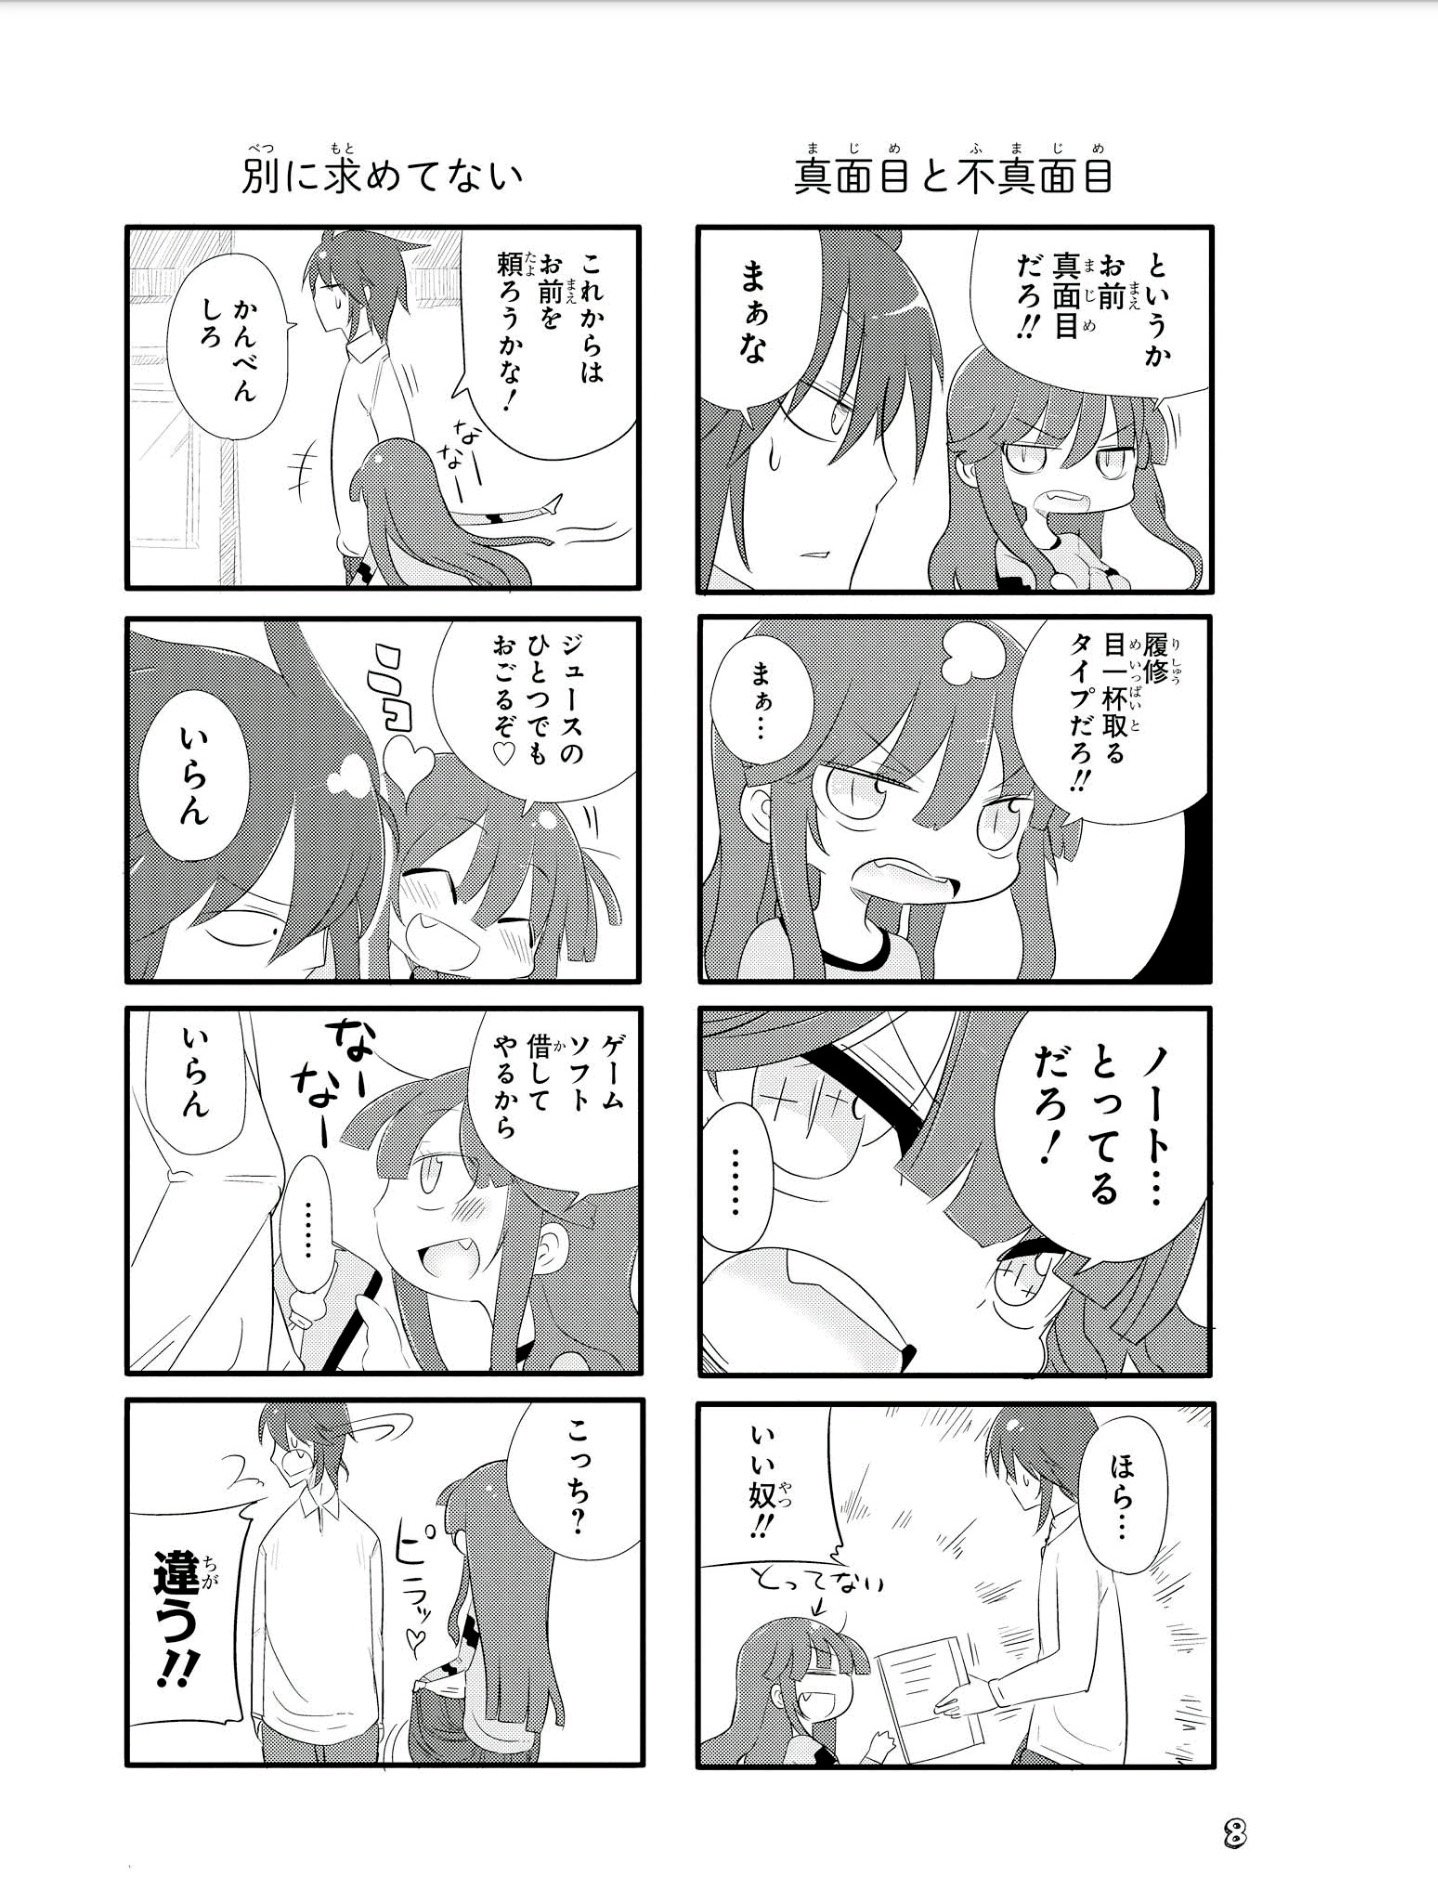 真面目と不真面目
というか
お前
真面目
だろ!!
まぁな
履修
目一杯取る
タイプだろ!!
まぁ…
ノート…
とってる
だろ!
……
ほら…
いい奴!!
とってない
別に求めてない
これからは
お前を
頼ろうかな!
なー
なー
かんべん
しろ
ジュースの
ひとつでも
おごるぞ♡
ニコニコ
いらん
ゲーム
ソフト
借して
やるから
なー
なー
いらん
……
こっち?
ピラッ♡
違う!!
8